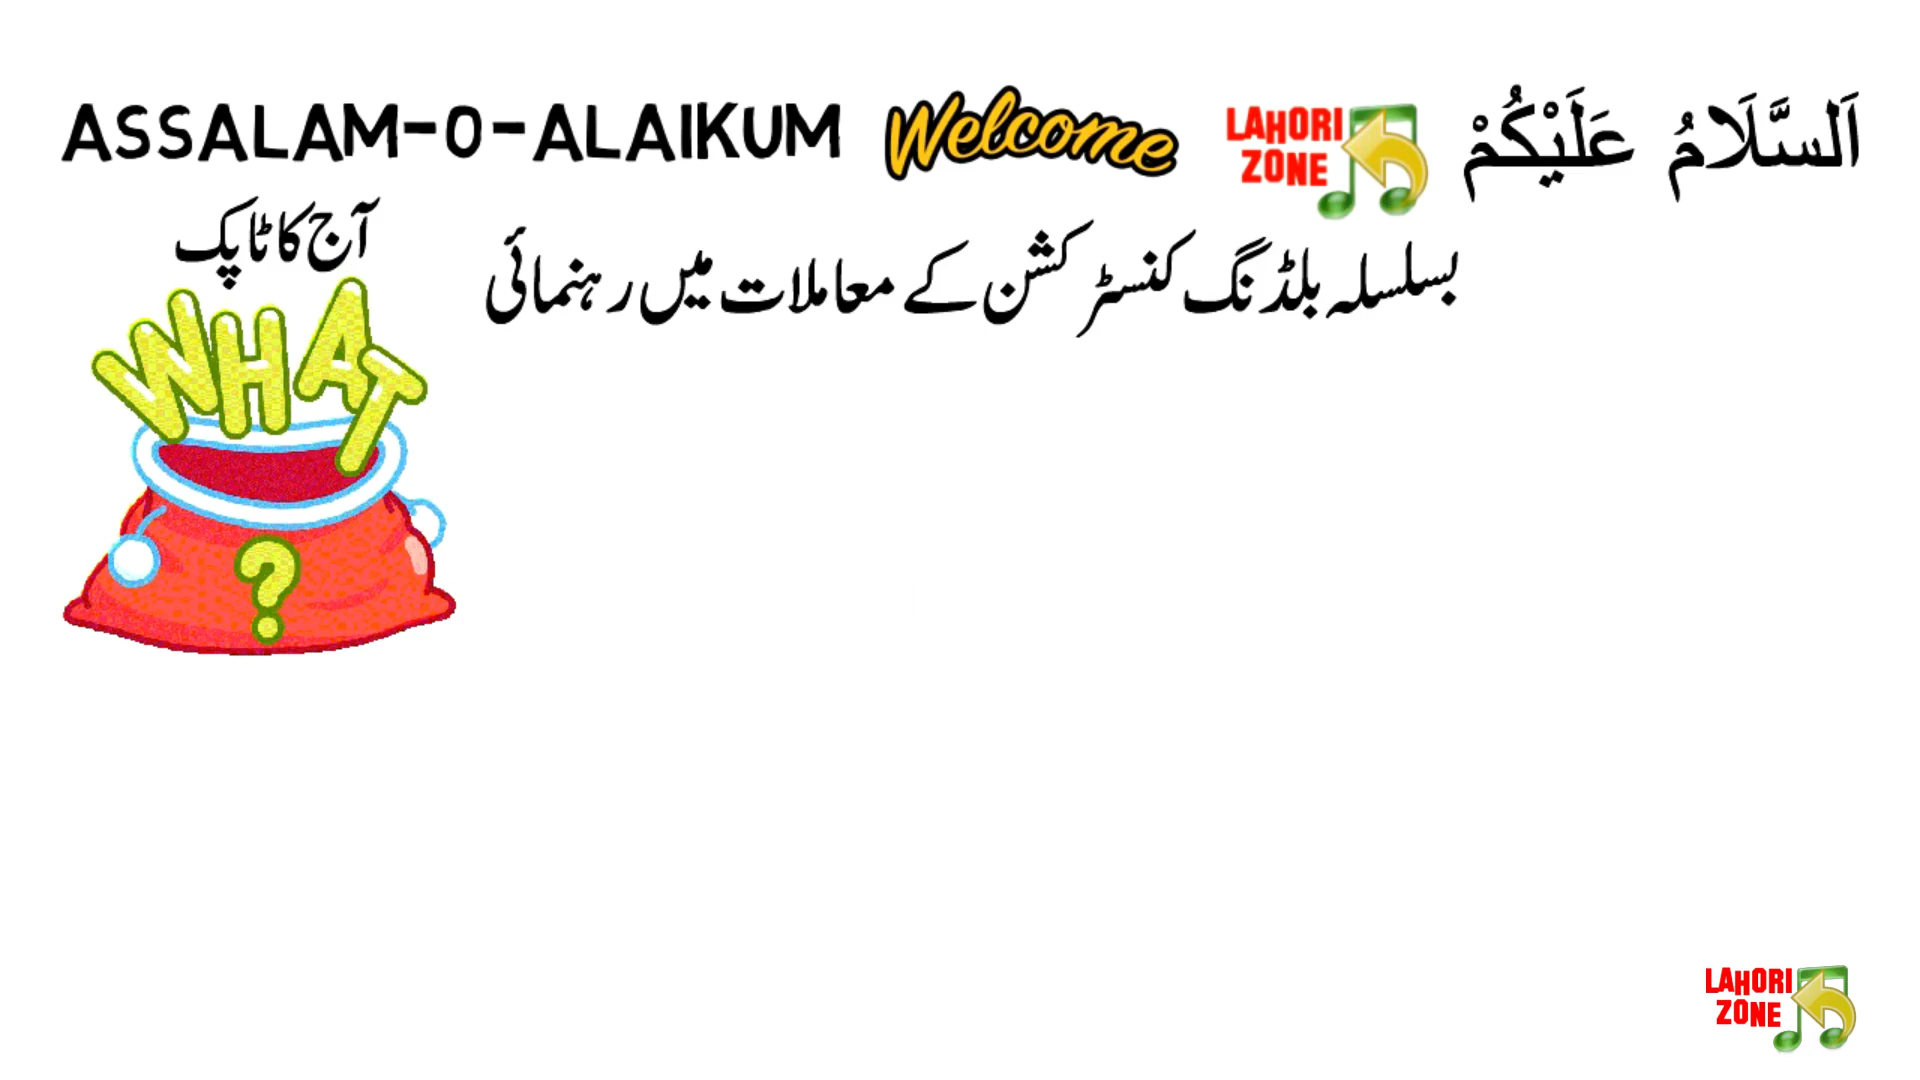 ASSALAM-O-ALAIKUM Welcome LAHORI ZONE اَلسَّلَامُ عَلَيْكُمْ
آج کا ٹاپک
بسلسلہ بلڈنگ کنسٹرکشن کے معاملات میں رہنمائی
WHAT
?
LAHORI
ZONE